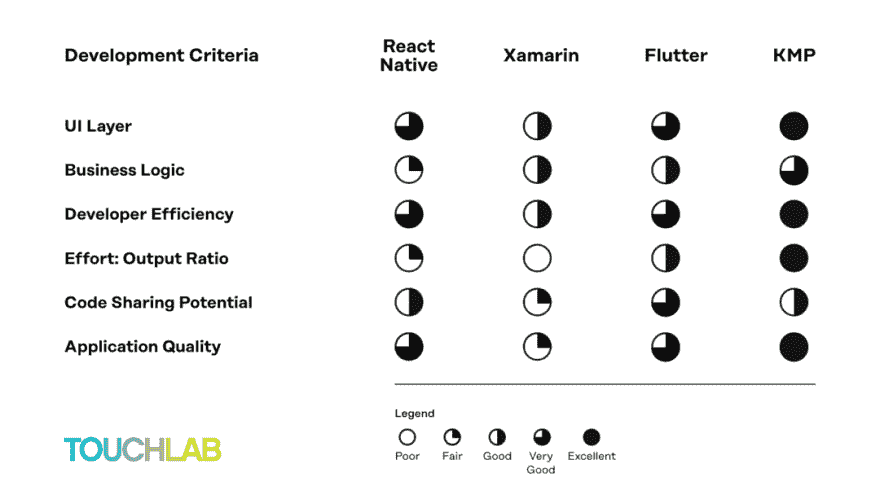 Development Criteria
React
Native
Xamarin
Flutter
KMP
UI Layer
Business Logic
Developer Efficiency
Effort: Output Ratio
Code Sharing Potential
Application Quality
Legend
Poor
Fair
Good
Very
Good
Excellent
TOUCHLAB